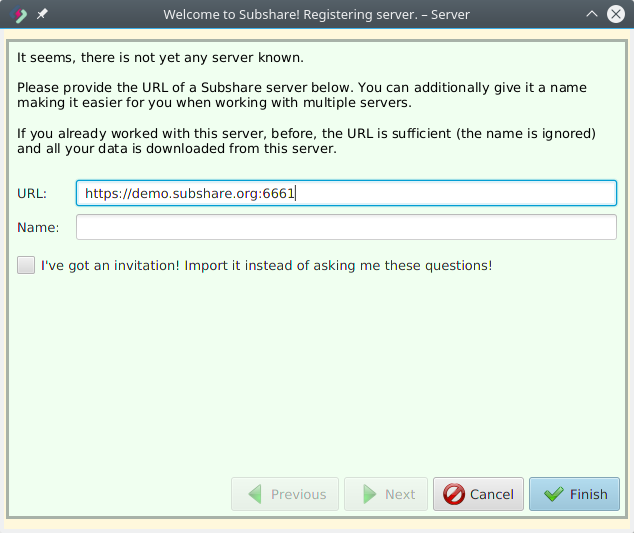 Welcome to Subshare! Registering server. – Server
It seems, there is not yet any server known.
Please provide the URL of a Subshare server below. You can additionally give it a name
making it easier for you when working with multiple servers.
If you already worked with this server, before, the URL is sufficient (the name is ignored)
and all your data is downloaded from this server.
URL: https://demo.subshare.org:6661
Name:
I've got an invitation! Import it instead of asking me these questions!
Previous Next Cancel Finish